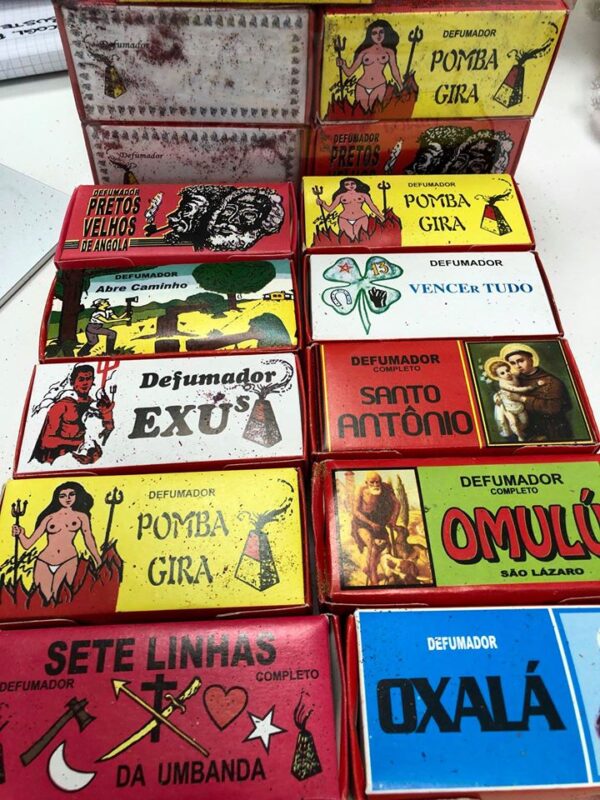 Defumador
DEFUMADOR
POMBA
GIRA
Defumador
DEFUMADOR
PRETOS
DEFUMADOR
PRETOS
VELHOS
DE ANGOLA
DEFUMADOR
POMBA
GIRA
DEFUMADOR
Abre Caminho
DEFUMADOR
13
VENCER TUDO
Defumador
EXÚs
DEFUMADOR
COMPLETO
SANTO
ANTÔNIO
DEFUMADOR
POMBA
GIRA
DEFUMADOR
COMPLETO
OMULÚ
SÃO LÁZARO
SETE LINHAS
DEFUMADOR
COMPLETO
DA UMBANDA
DEFUMADOR
OXALÁ